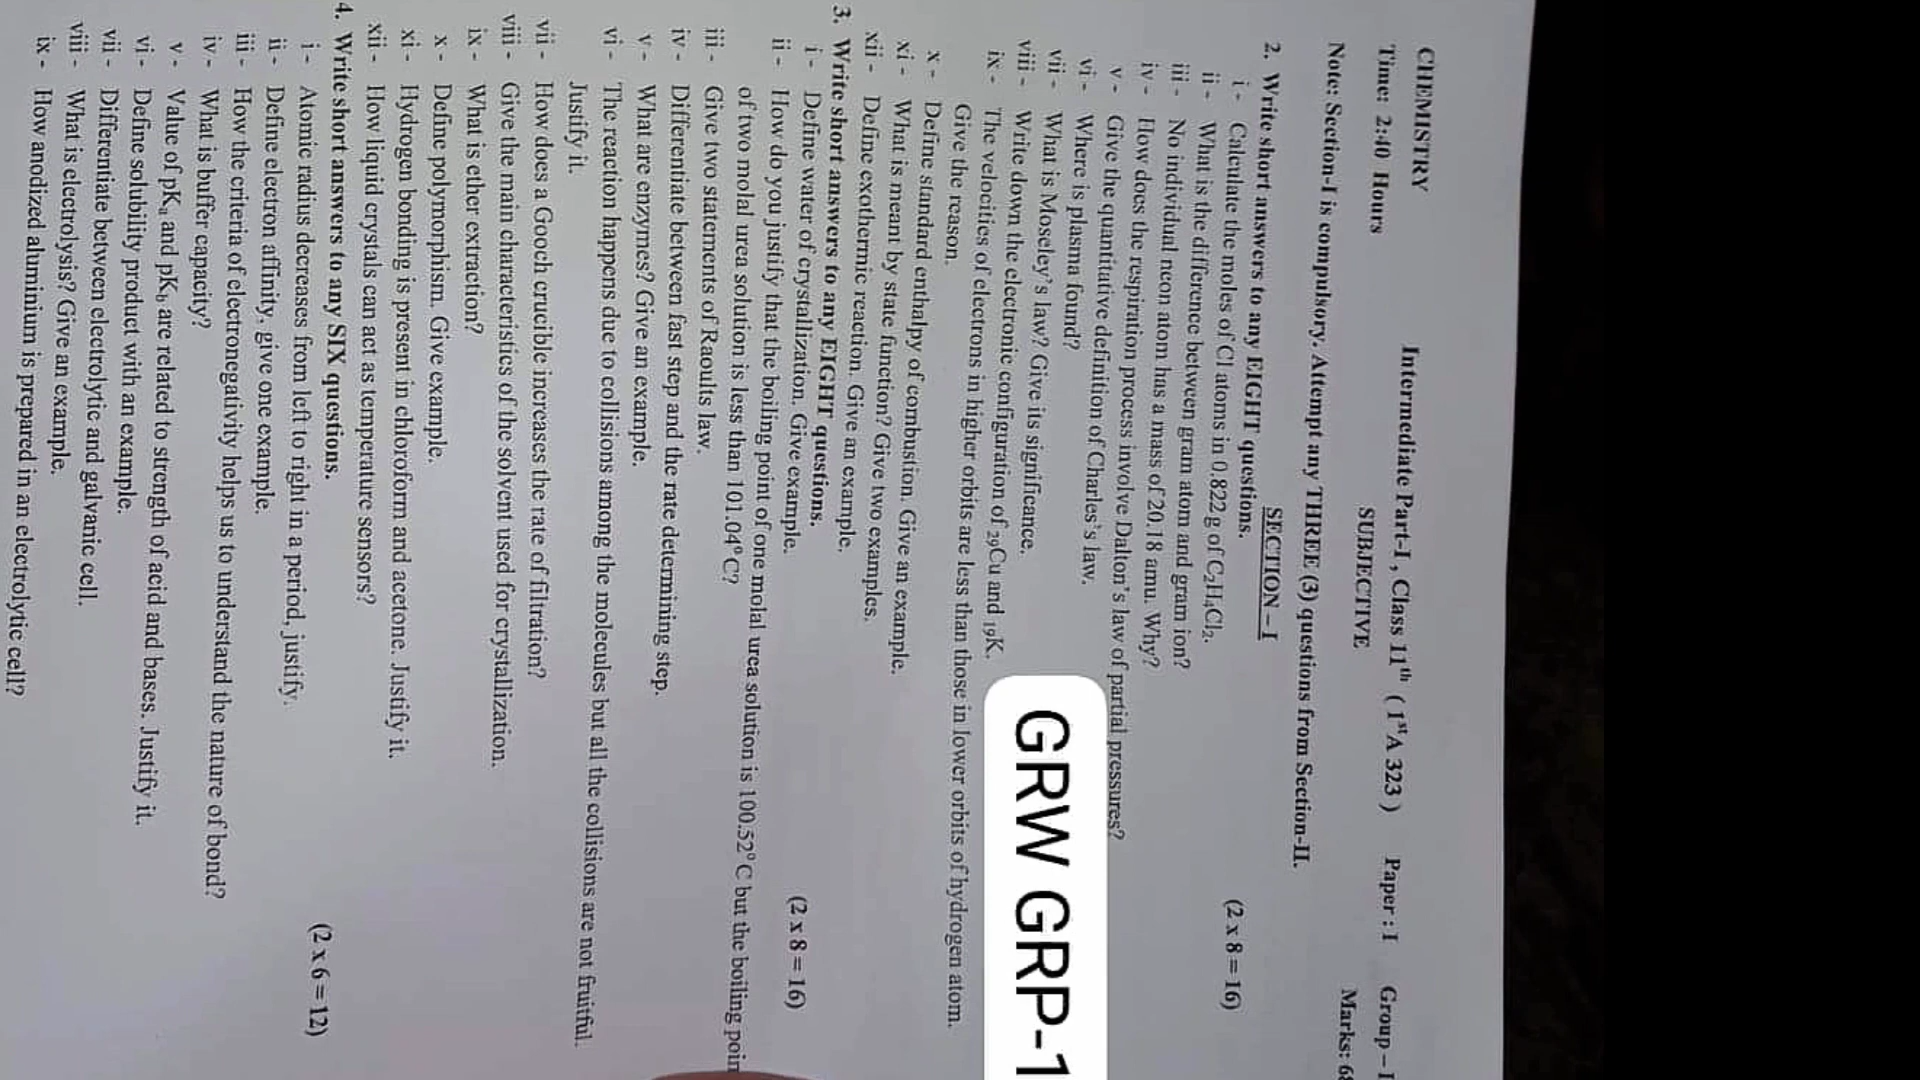 CHEMISTRY Intermediate Part-I , Class 11th ( 1stA 323 ) Paper : I Group – I
Time: 2:40 Hours SUBJECTIVE Marks: 68
Note: Section-I is compulsory. Attempt any THREE (3) questions from Section-II.
SECTION – I
2. Write short answers to any EIGHT questions. (2 x 8 = 16)
i - Calculate the moles of Cl atoms in 0.822 g of C₂H₄Cl₂.
ii - What is the difference between gram atom and gram ion?
iii - No individual neon atom has a mass of 20.18 amu. Why?
iv - How does the respiration process involve Dalton's law of partial pressures?
v - Give the quantitative definition of Charles's law.
vi - Where is plasma found?
vii - What is Moseley's law? Give its significance.
viii - Write down the electronic configuration of ₂₉Cu and ₁₉K.
ix - The velocities of electrons in higher orbits are less than those in lower orbits of hydrogen atom.
Give the reason.
x - Define standard enthalpy of combustion. Give an example.
xi - What is meant by state function? Give two examples.
xii - Define exothermic reaction. Give an example.
3. Write short answers to any EIGHT questions. (2 x 8 = 16)
i - Define water of crystallization. Give example.
ii - How do you justify that the boiling point of one molal urea solution is 100.52°C but the boiling poin
of two molal urea solution is less than 101.04°C?
iii - Give two statements of Raoults law.
iv - Differentiate between fast step and the rate determining step.
v - What are enzymes? Give an example.
vi - The reaction happens due to collisions among the molecules but all the collisions are not fruitful.
Justify it.
vii - How does a Gooch crucible increases the rate of filtration?
viii - Give the main characteristics of the solvent used for crystallization.
ix - What is ether extraction?
x - Define polymorphism. Give example.
xi - Hydrogen bonding is present in chloroform and acetone. Justify it.
xii - How liquid crystals can act as temperature sensors?
4. Write short answers to any SIX questions. (2 x 6 = 12)
i - Atomic radius decreases from left to right in a period, justify.
ii - Define electron affinity, give one example.
iii - How the criteria of electronegativity helps us to understand the nature of bond?
iv - What is buffer capacity?
v - Value of pKₐ and pK_b are related to strength of acid and bases. Justify it.
vi - Define solubility product with an example.
vii - Differentiate between electrolytic and galvanic cell.
viii - What is electrolysis? Give an example.
ix - How anodized aluminium is prepared in an electrolytic cell?
GRW GRP-1